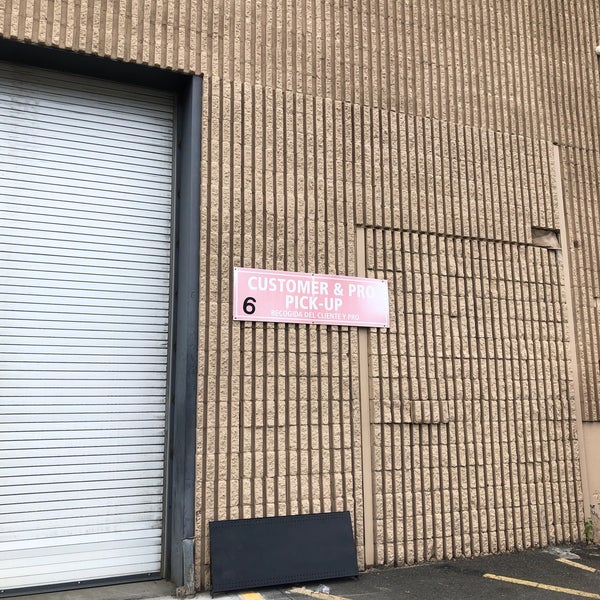 CUSTOMER & PRO
PICK-UP
6
RECOGIDA DEL CLIENTE Y PRO